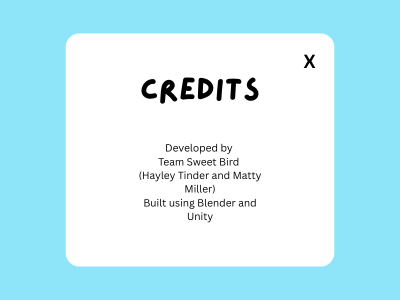 X
CREDITS
Developed by
Team Sweet Bird
(Hayley Tinder and Matty
Miller)
Built using Blender and
Unity